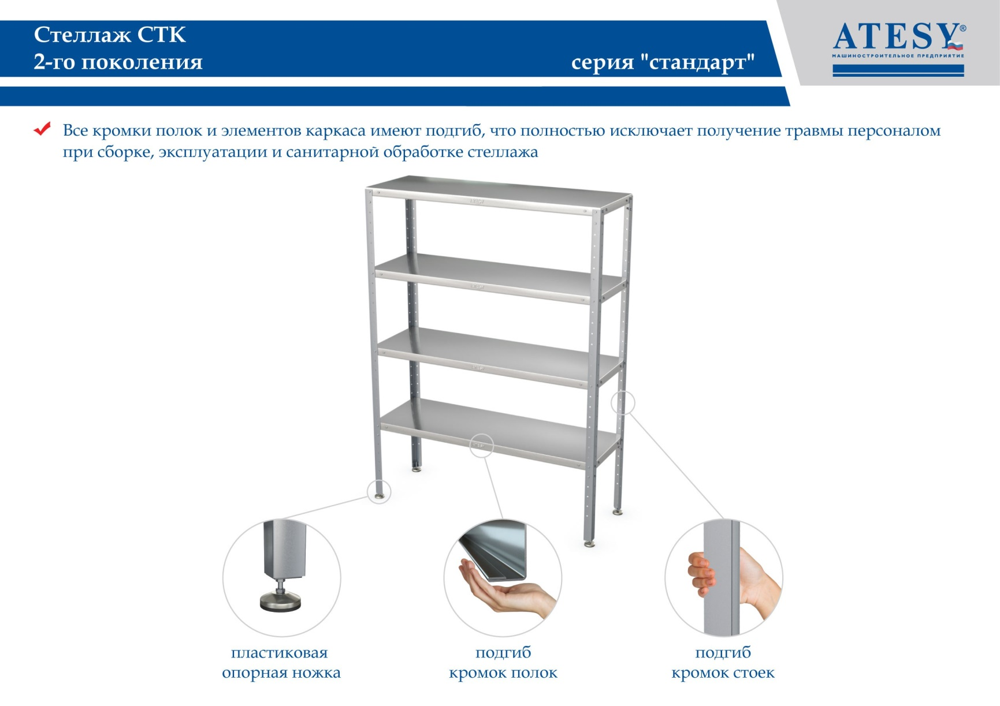 Стеллаж СТК
2-го поколения
серия "стандарт"
ATESY®
МАШИНОСТРОИТЕЛЬНОЕ ПРЕДПРИЯТИЕ
Все кромки полок и элементов каркаса имеют подгиб, что полностью исключает получение травмы персоналом
при сборке, эксплуатации и санитарной обработке стеллажа
пластиковая
опорная ножка
подгиб
кромок полок
подгиб
кромок стоек